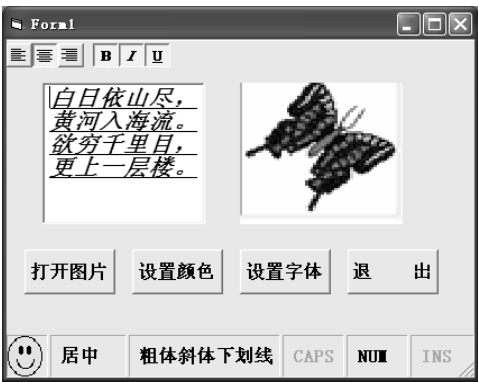 Form1
B I U
白日依山尽，
黄河入海流。
欲穷千里目，
更上一层楼。
打开图片 设置颜色 设置字体 退 出
居中 粗体斜体下划线 CAPS NUM INS